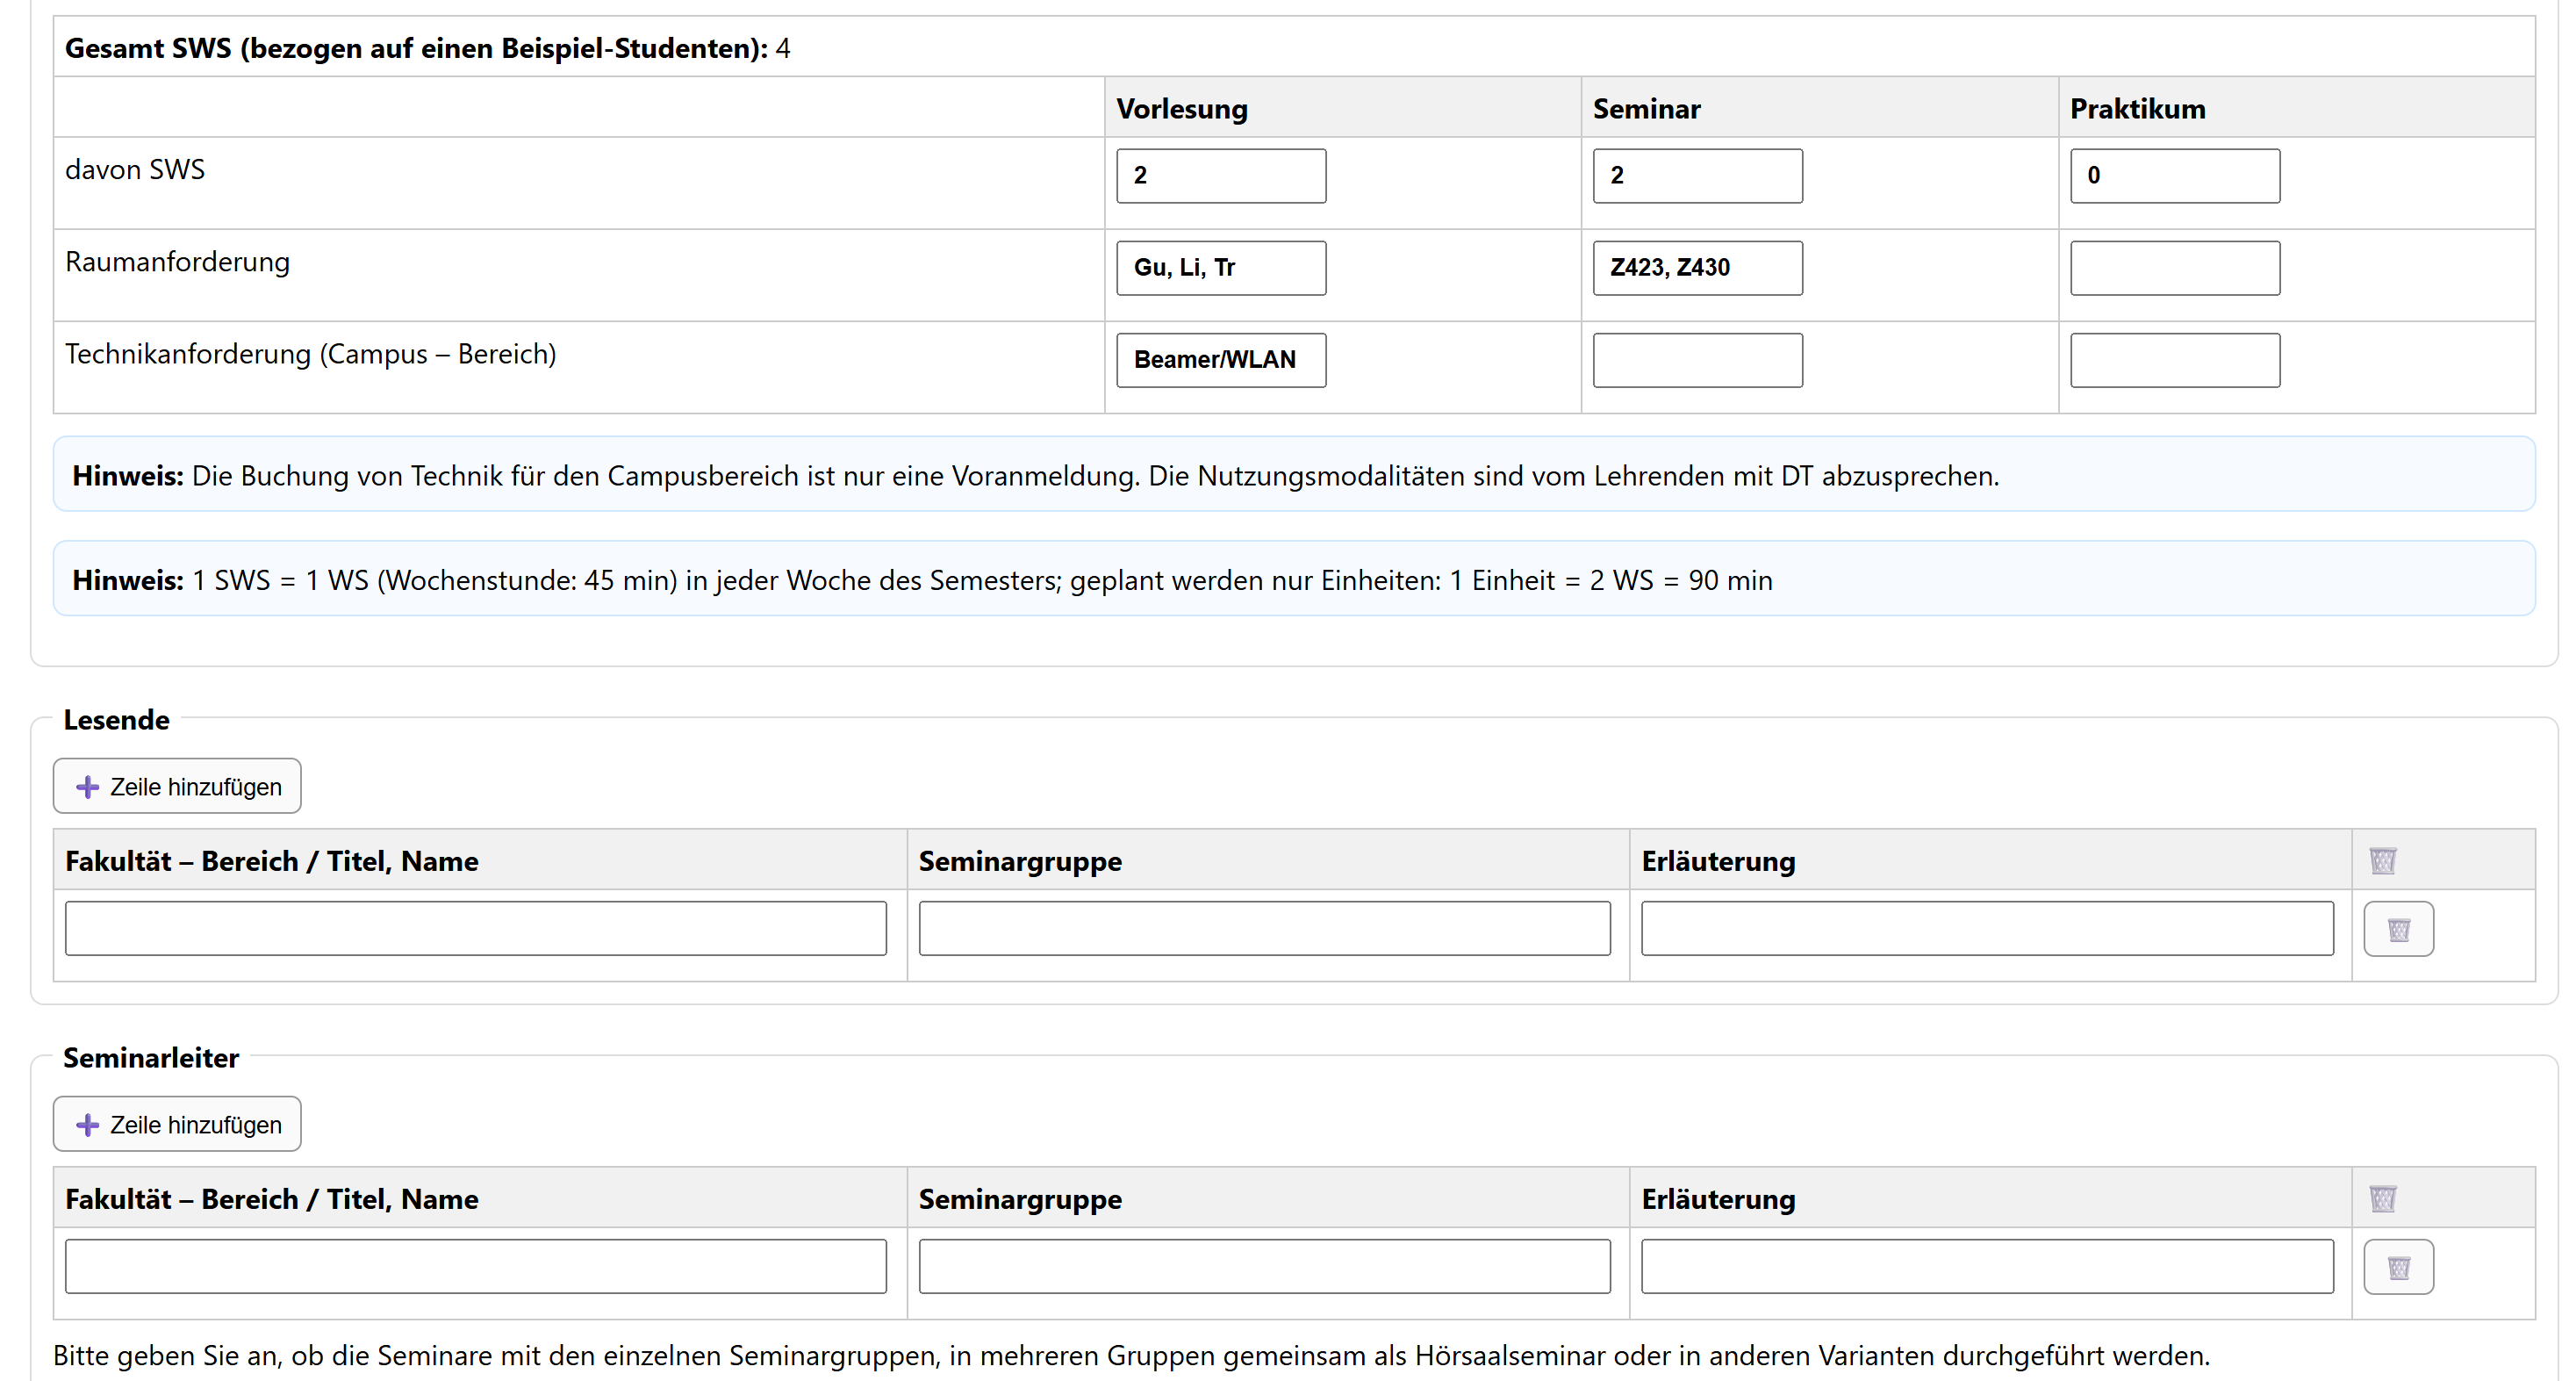 Gesamt SWS (bezogen auf einen Beispiel-Studenten): 4
Vorlesung Seminar Praktikum
davon SWS 2 2 0
Raumanforderung Gu, Li, Tr Z423, Z430
Technikanforderung (Campus – Bereich) Beamer/WLAN
Hinweis: Die Buchung von Technik für den Campusbereich ist nur eine Voranmeldung. Die Nutzungsmodalitäten sind vom Lehrenden mit DT abzusprechen.
Hinweis: 1 SWS = 1 WS (Wochenstunde: 45 min) in jeder Woche des Semesters; geplant werden nur Einheiten: 1 Einheit = 2 WS = 90 min
Lesende
Zeile hinzufügen
Fakultät – Bereich / Titel, Name Seminargruppe Erläuterung
Seminarleiter
Zeile hinzufügen
Fakultät – Bereich / Titel, Name Seminargruppe Erläuterung
Bitte geben Sie an, ob die Seminare mit den einzelnen Seminargruppen, in mehreren Gruppen gemeinsam als Hörsaalseminar oder in anderen Varianten durchgeführt werden.